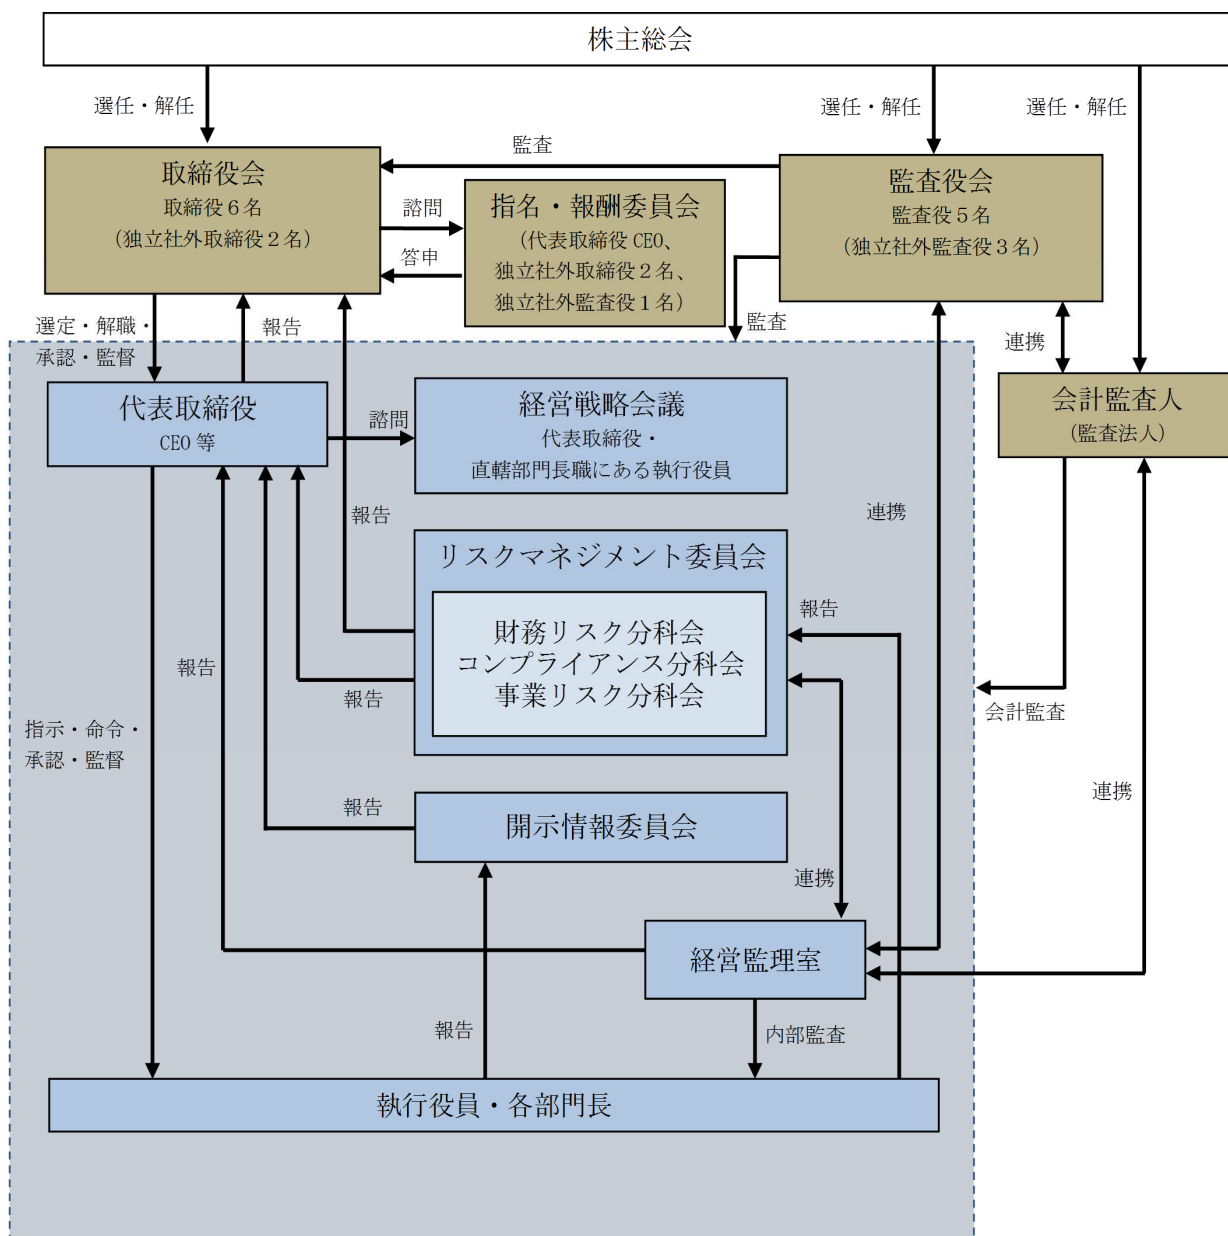 株主総会
選任・解任
選任・解任
選任・解任
取締役会
取締役６名
（独立社外取締役２名）
監査
諮問
答申
指名・報酬委員会
（代表取締役 CEO、
独立社外取締役２名、
独立社外監査役１名）
監査役会
監査役５名
（独立社外監査役３名）
選定・解職・
承認・監督
報告
監査
連携
代表取締役
CEO 等
諮問
経営戦略会議
代表取締役・
直轄部門長職にある執行役員
会計監査人
（監査法人）
報告
連携
リスクマネジメント委員会
財務リスク分科会
コンプライアンス分科会
事業リスク分科会
報告
報告
報告
会計監査
指示・命令・
承認・監督
報告
開示情報委員会
連携
連携
経営監理室
報告
内部監査
執行役員・各部門長